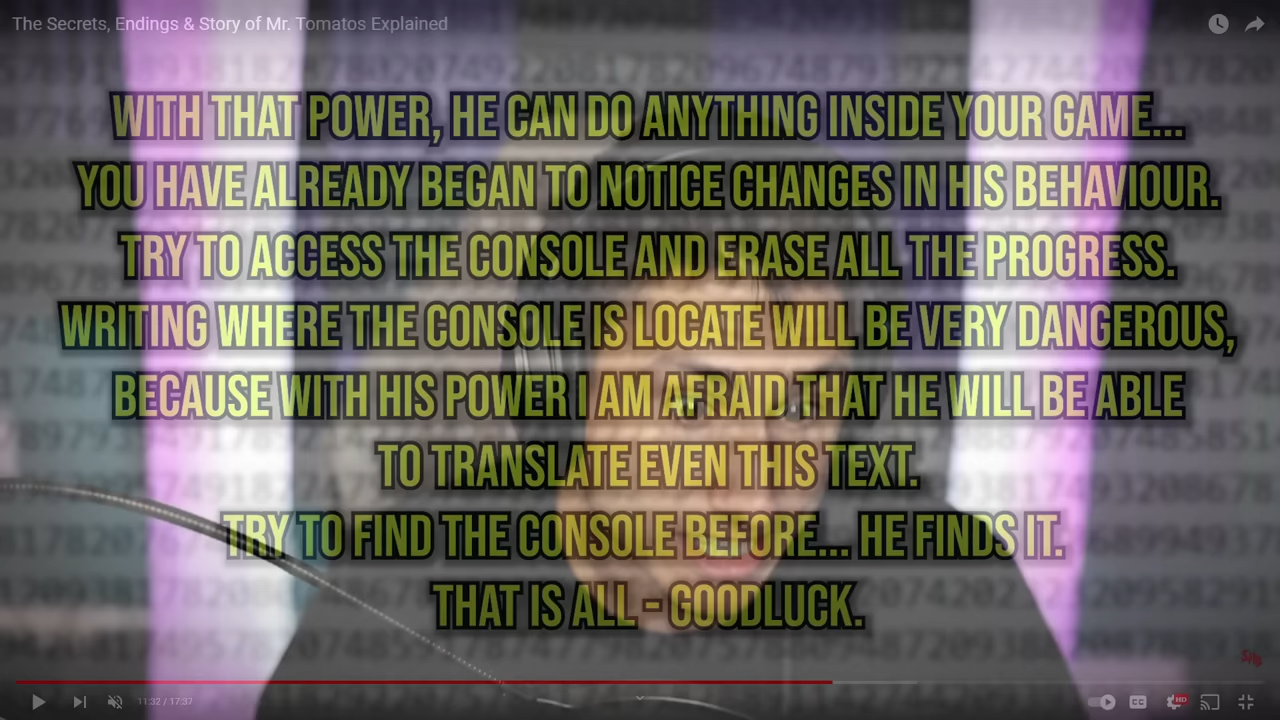 The Secrets, Endings & Story of Mr. Tomatos Explained
WITH THAT POWER, HE CAN DO ANYTHING INSIDE YOUR GAME...
YOU HAVE ALREADY BEGAN TO NOTICE CHANGES IN HIS BEHAVIOUR.
TRY TO ACCESS THE CONSOLE AND ERASE ALL THE PROGRESS.
WRITING WHERE THE CONSOLE IS LOCATE WILL BE VERY DANGEROUS,
BECAUSE WITH HIS POWER I AM AFRAID THAT HE WILL BE ABLE
TO TRANSLATE EVEN THIS TEXT.
TRY TO FIND THE CONSOLE BEFORE... HE FINDS IT.
THAT IS ALL - GOODLUCK.
11:32 / 17:37
CC
HD